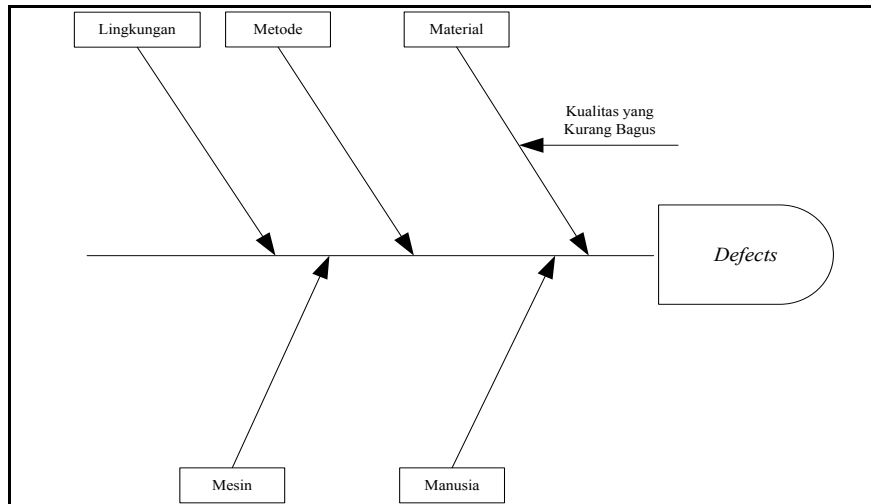 Lingkungan
Metode
Material
Kualitas yang
Kurang Bagus
Defects
Mesin
Manusia